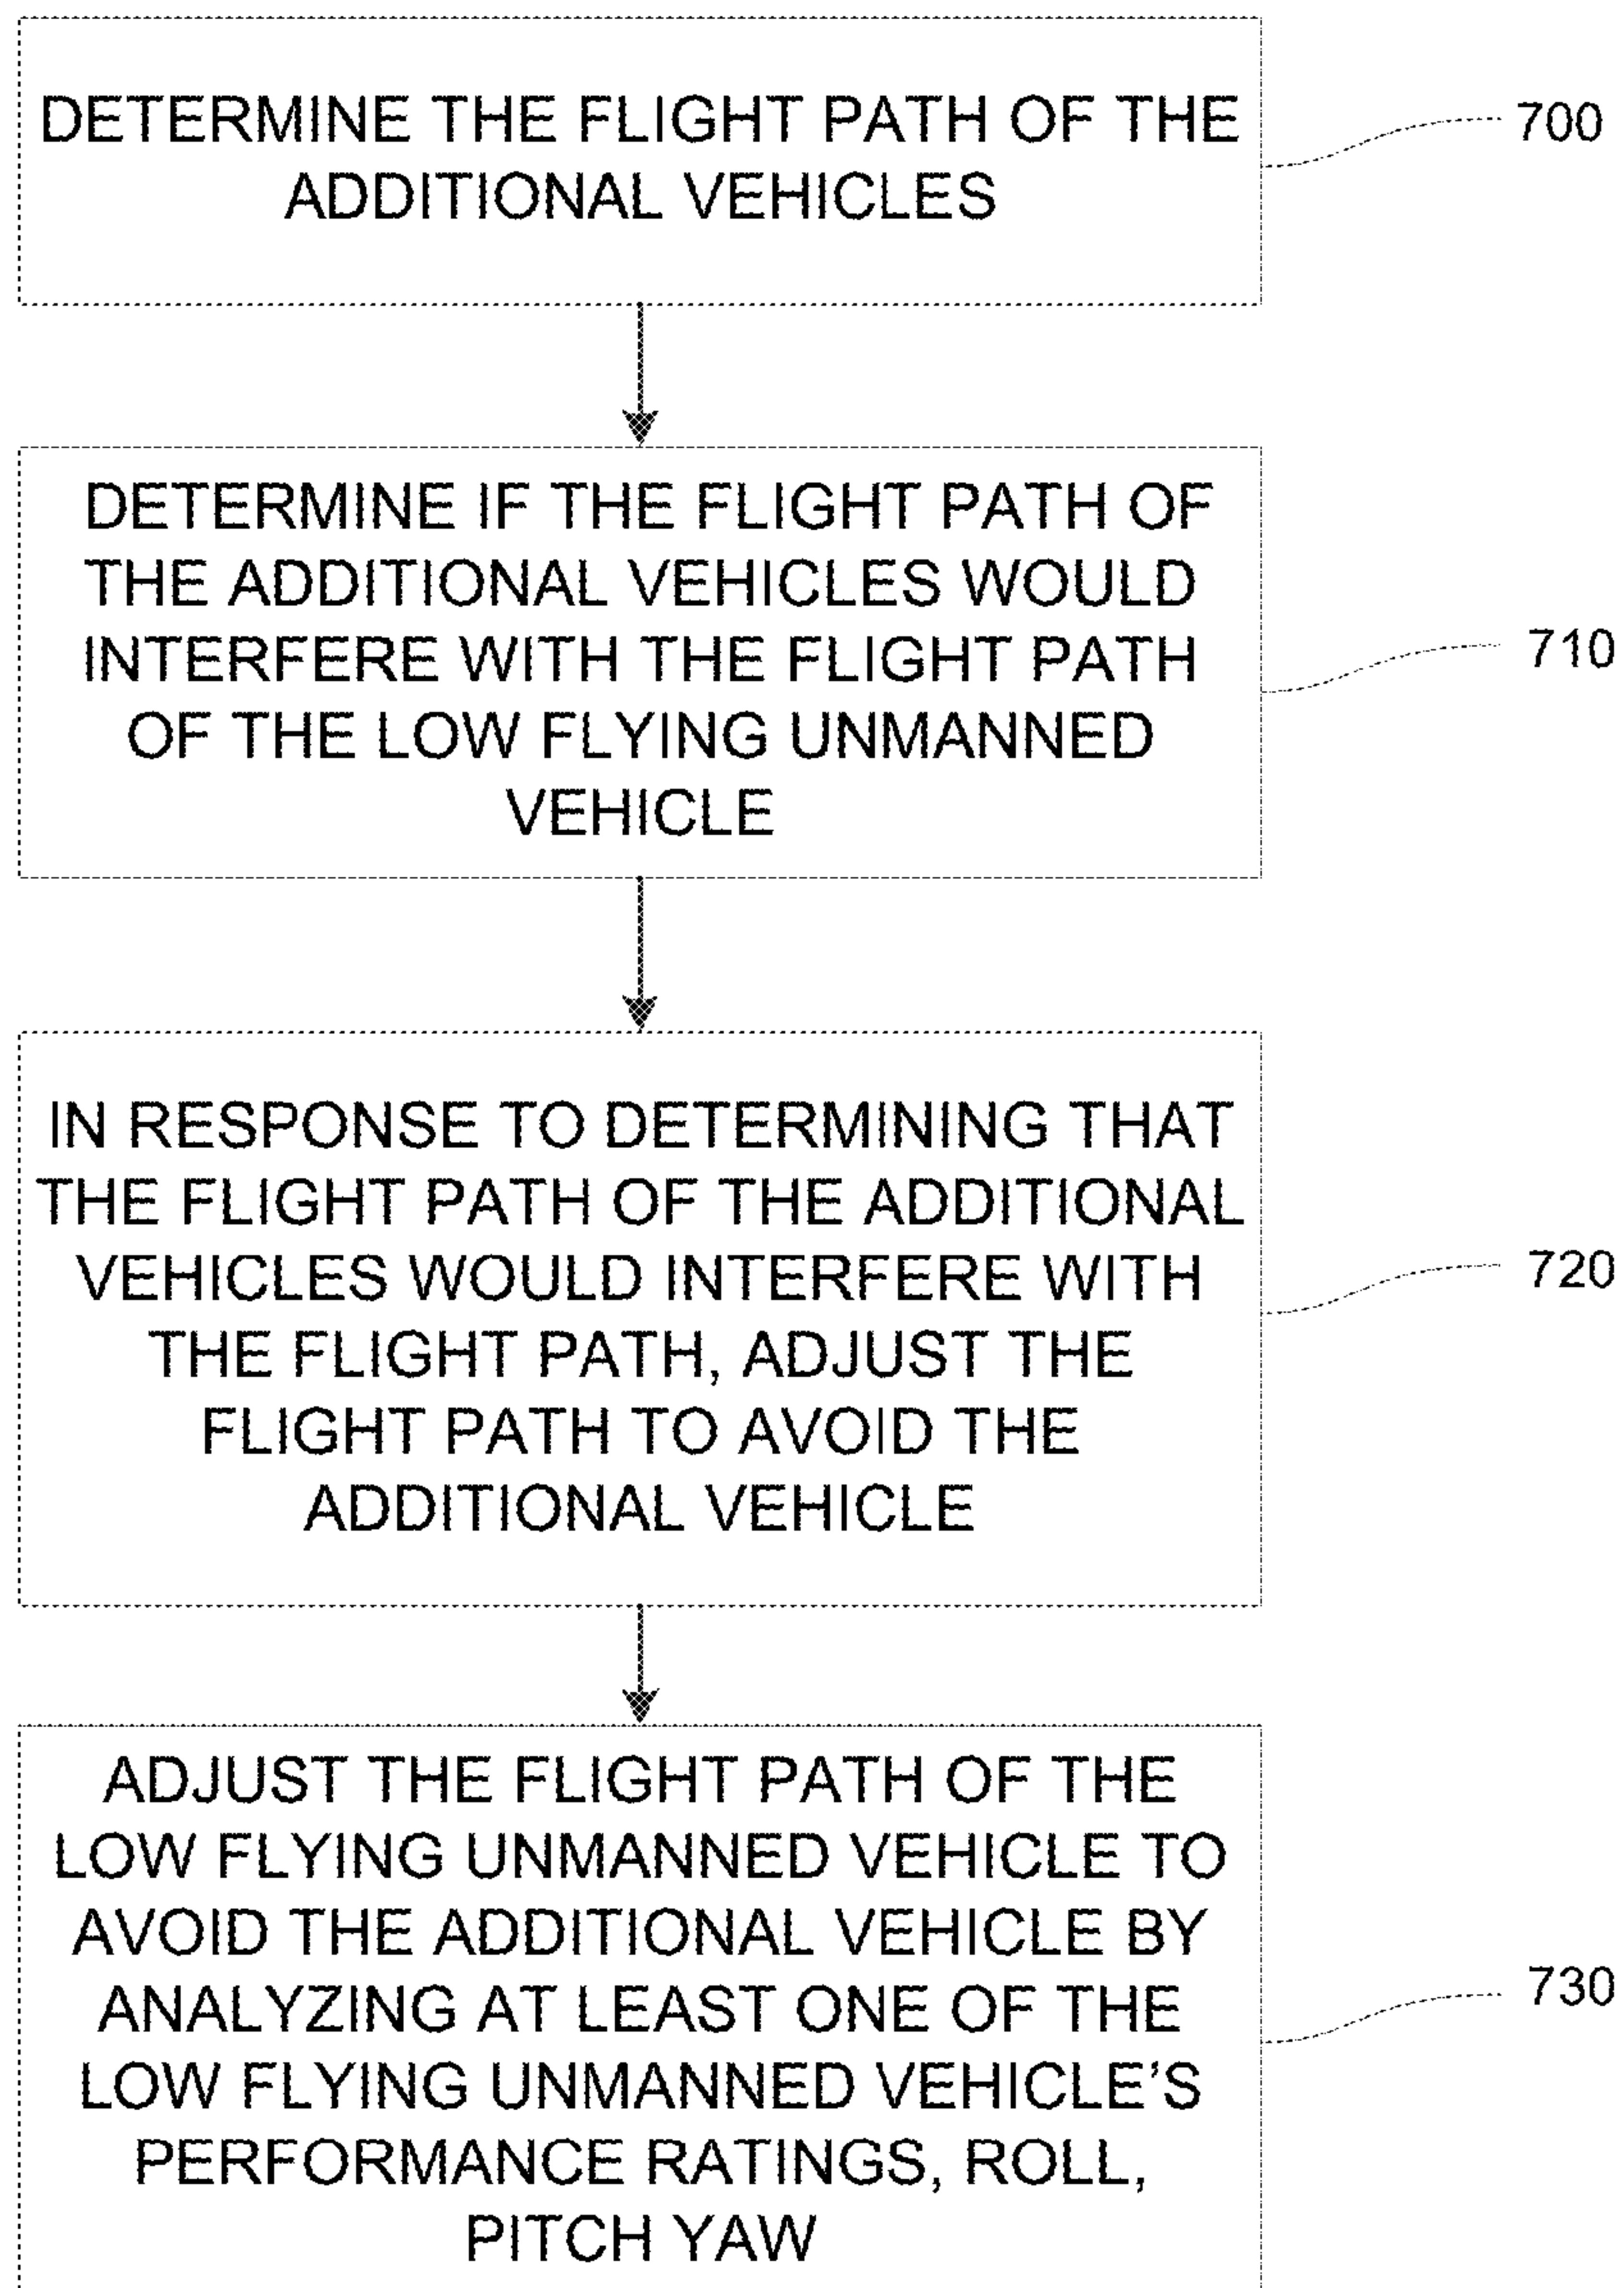 DETERMINE THE FLIGHT PATH OF THE
ADDITIONAL VEHICLES
700
DETERMINE IF THE FLIGHT PATH OF
THE ADDITIONAL VEHICLES WOULD
INTERFERE WITH THE FLIGHT PATH
OF THE LOW FLYING UNMANNED
VEHICLE
710
IN RESPONSE TO DETERMINING THAT
THE FLIGHT PATH OF THE ADDITIONAL
VEHICLES WOULD INTERFERE WITH
THE FLIGHT PATH, ADJUST THE
FLIGHT PATH TO AVOID THE
ADDITIONAL VEHICLE
720
ADJUST THE FLIGHT PATH OF THE
LOW FLYING UNMANNED VEHICLE TO
AVOID THE ADDITIONAL VEHICLE BY
ANALYZING AT LEAST ONE OF THE
LOW FLYING UNMANNED VEHICLE'S
PERFORMANCE RATINGS, ROLL,
PITCH YAW
730